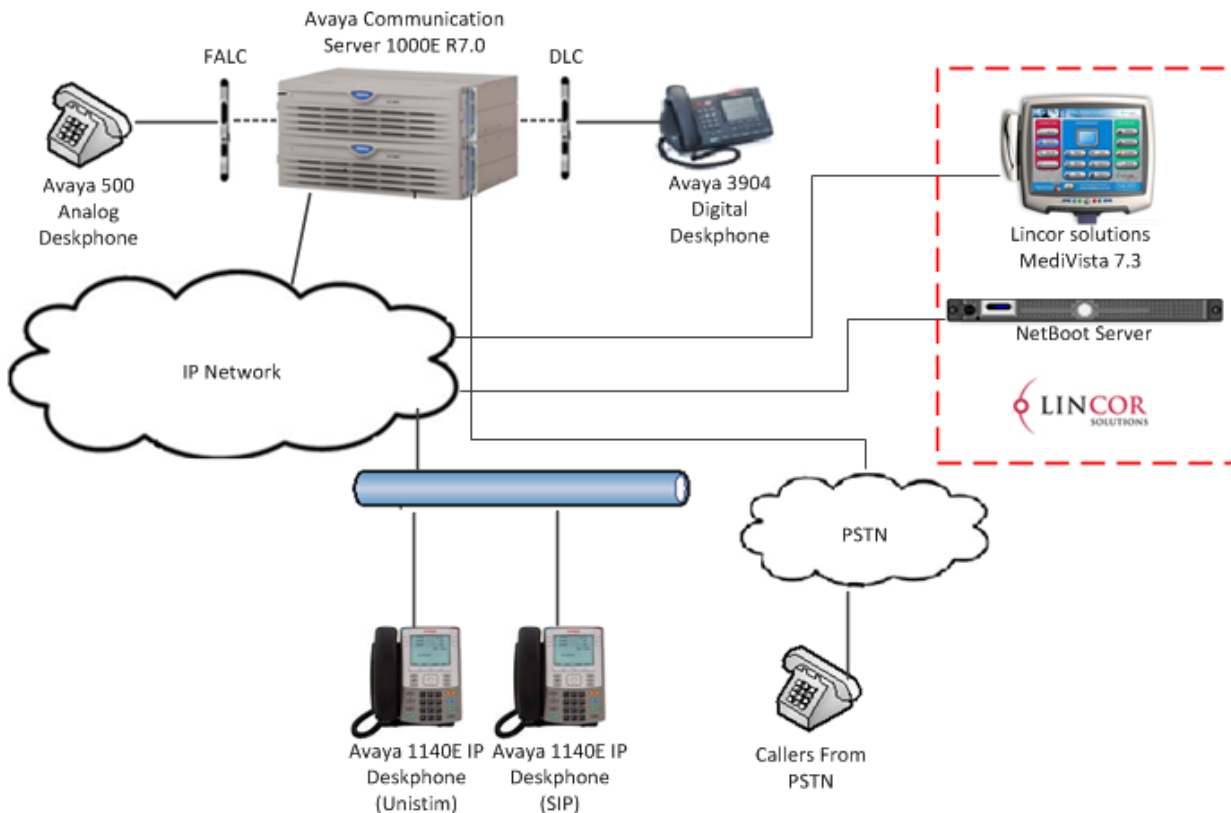 Avaya Communication
Server 1000E R7.0
FALC
DLC
Avaya 500
Analog
Deskphone
Avaya 3904
Digital
Deskphone
Lincor solutions
MediVista 7.3
NetBoot Server
LINCOR
SOLUTIONS
IP Network
PSTN
Avaya 1140E IP
Deskphone
(Unistim)
Avaya 1140E IP
Deskphone
(SIP)
Callers From
PSTN